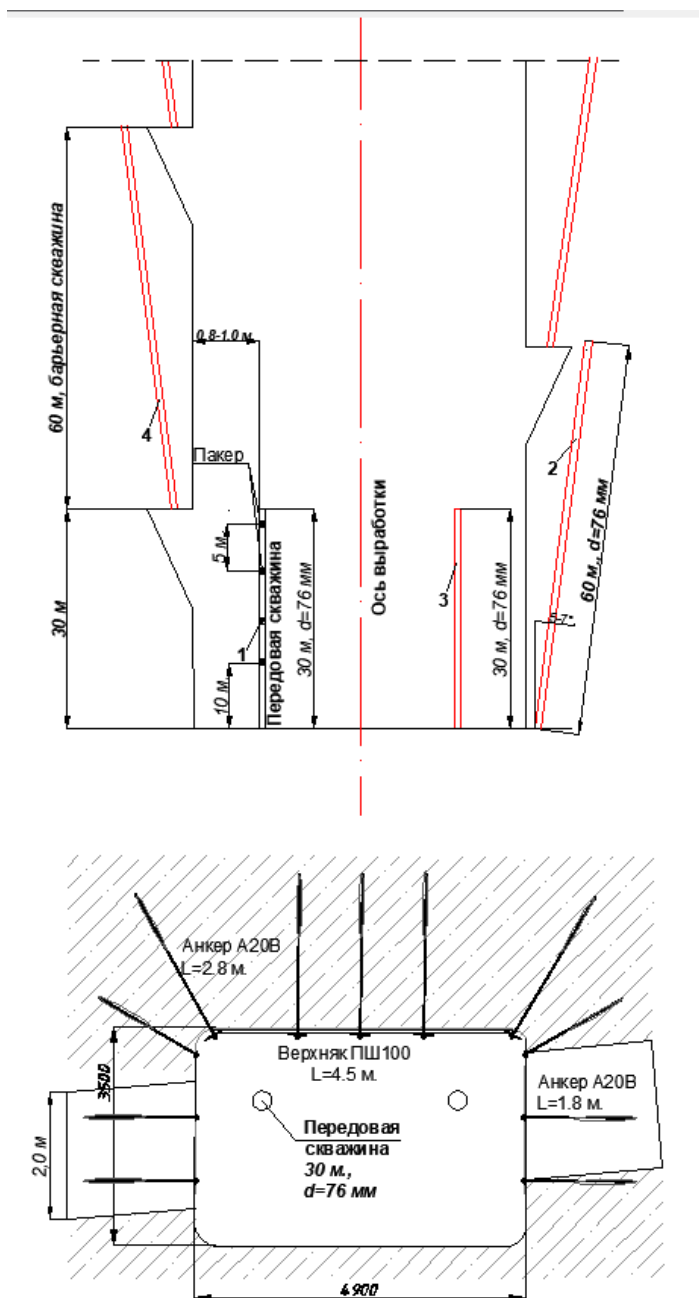 0,8-1.0 м.
60 м, барьерная скважина
4
Пакер
2
60 м., d=76 мм
5 м.
Передовая скважина
30 м, d=76 мм
Ось выработки
3
30 м, d=76 мм
5-7°
30 м
1
10 м.
Анкер А20В
L=2.8 м.
Верхняк ПШ100
L=4.5 м.
3500
Анкер А20В
L=1.8 м.
Передовая
скважина
30 м.,
d=76 мм
2,0 м
4900